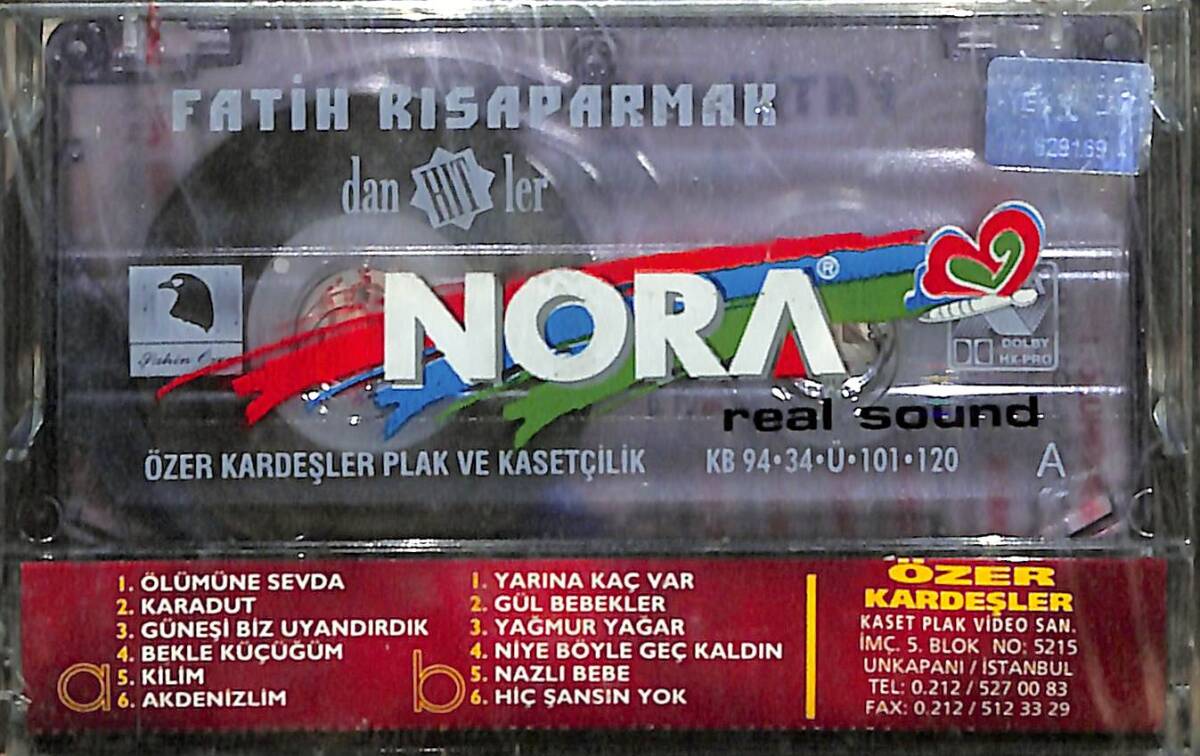 FATİH KISAPARMAK
dan HIT ler
NORA®
real sound
DOLBY
HX-PRO
ÖZER KARDEŞLER PLAK VE KASETÇİLİK
KB 94·34·Ü·101·120
A
a
1. ÖLÜMÜNE SEVDA
2. KARADUT
3. GÜNEŞİ BİZ UYANDIRDIK
4. BEKLE KÜÇÜĞÜM
5. KİLİM
6. AKDENİZLİM
b
1. YARINA KAÇ VAR
2. GÜL BEBEKLER
3. YAĞMUR YAĞAR
4. NİYE BÖYLE GEÇ KALDIN
5. NAZLI BEBE
6. HİÇ ŞANSIN YOK
ÖZER
KARDEŞLER
KASET PLAK VİDEO SAN.
İMÇ. 5. BLOK NO: 5215
UNKAPANI / İSTANBUL
TEL: 0.212 / 527 00 83
FAX: 0.212 / 512 33 29